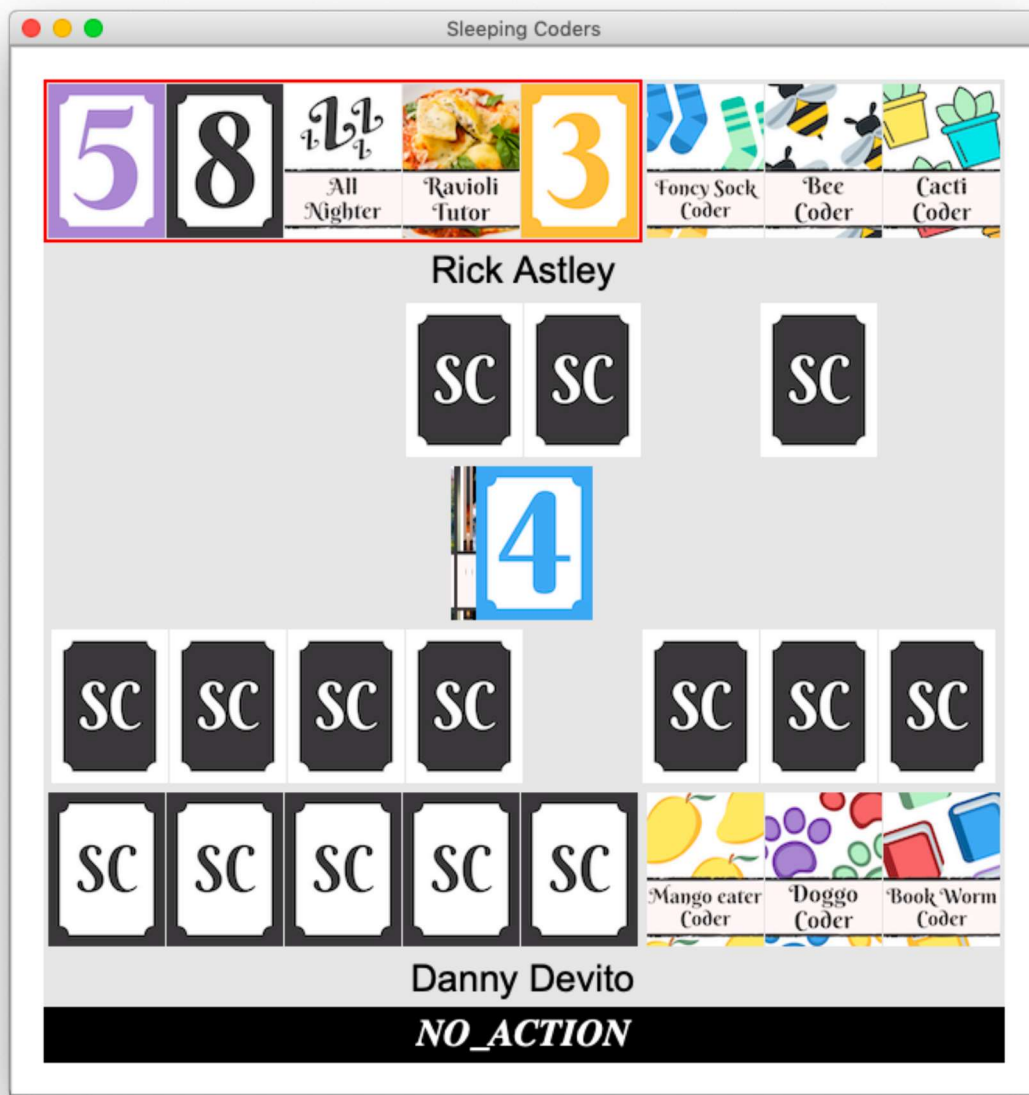 Sleeping Coders
5 8 All Nighter Ravioli Tutor 3 Foncy Sock Coder Bee Coder Cacti Coder
Rick Astley
SC SC SC
4
SC SC SC SC SC SC SC
SC SC SC SC SC Mango eater Coder Doggo Coder Book Worm Coder
Danny Devito
NO_ACTION